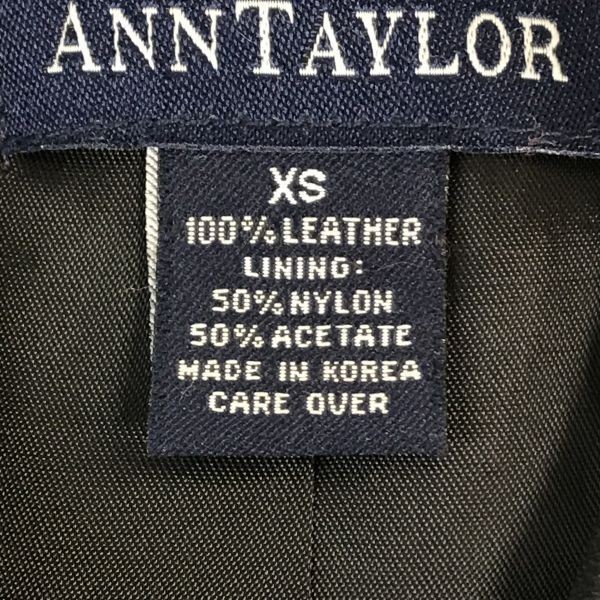 ANNTAYLOR
XS
100% LEATHER
LINING:
50% NYLON
50% ACETATE
MADE IN KOREA
CARE OVER